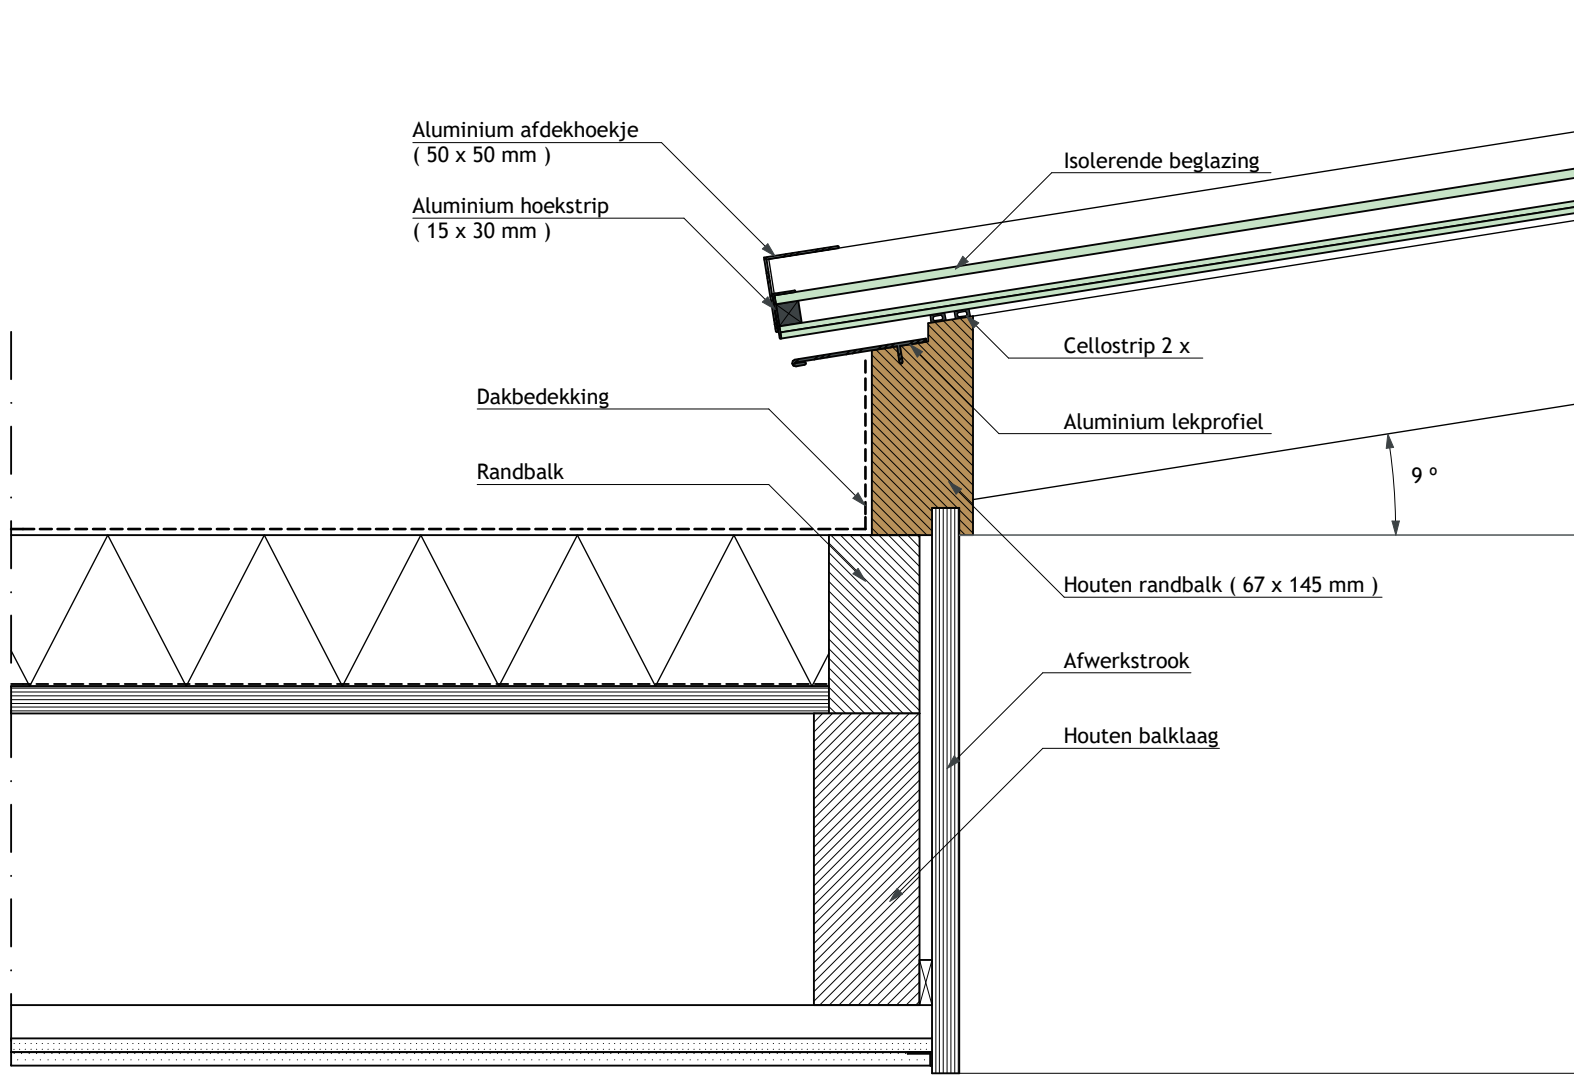 Aluminium afdekhoekje
( 50 x 50 mm )
Aluminium hoekstrip
( 15 x 30 mm )
Isolerende beglazing
Cellostrip 2 x
Dakbedekking
Aluminium lekprofiel
Randbalk
9 º
Houten randbalk ( 67 x 145 mm )
Afwerkstrook
Houten balklaag